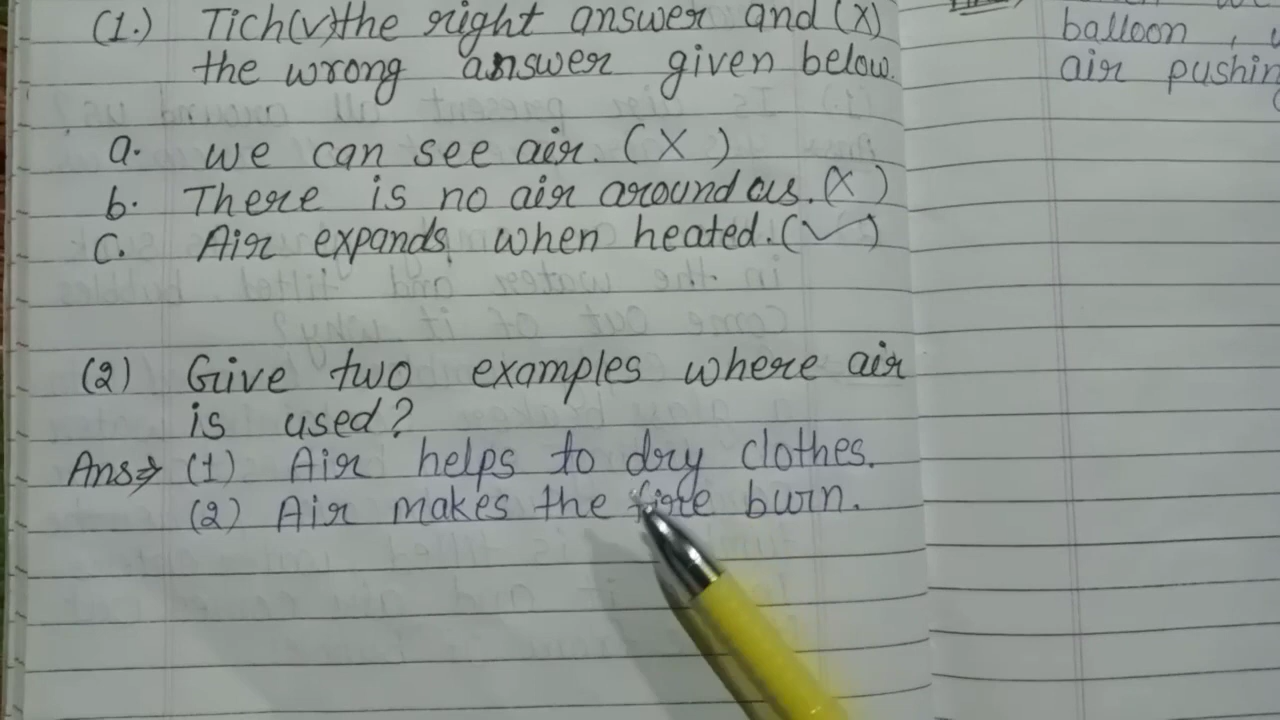 (1.) Tich(v)the right answer and (x)
the wrong answer given below.
a. we can see air. (X)
b. There is no air around us. (X)
C. Air expands when heated. (✓)
(2) Give two examples where air
is used?
Ans⇒ (1) Air helps to dry clothes.
(2) Air makes the fire burn.
balloon,
air